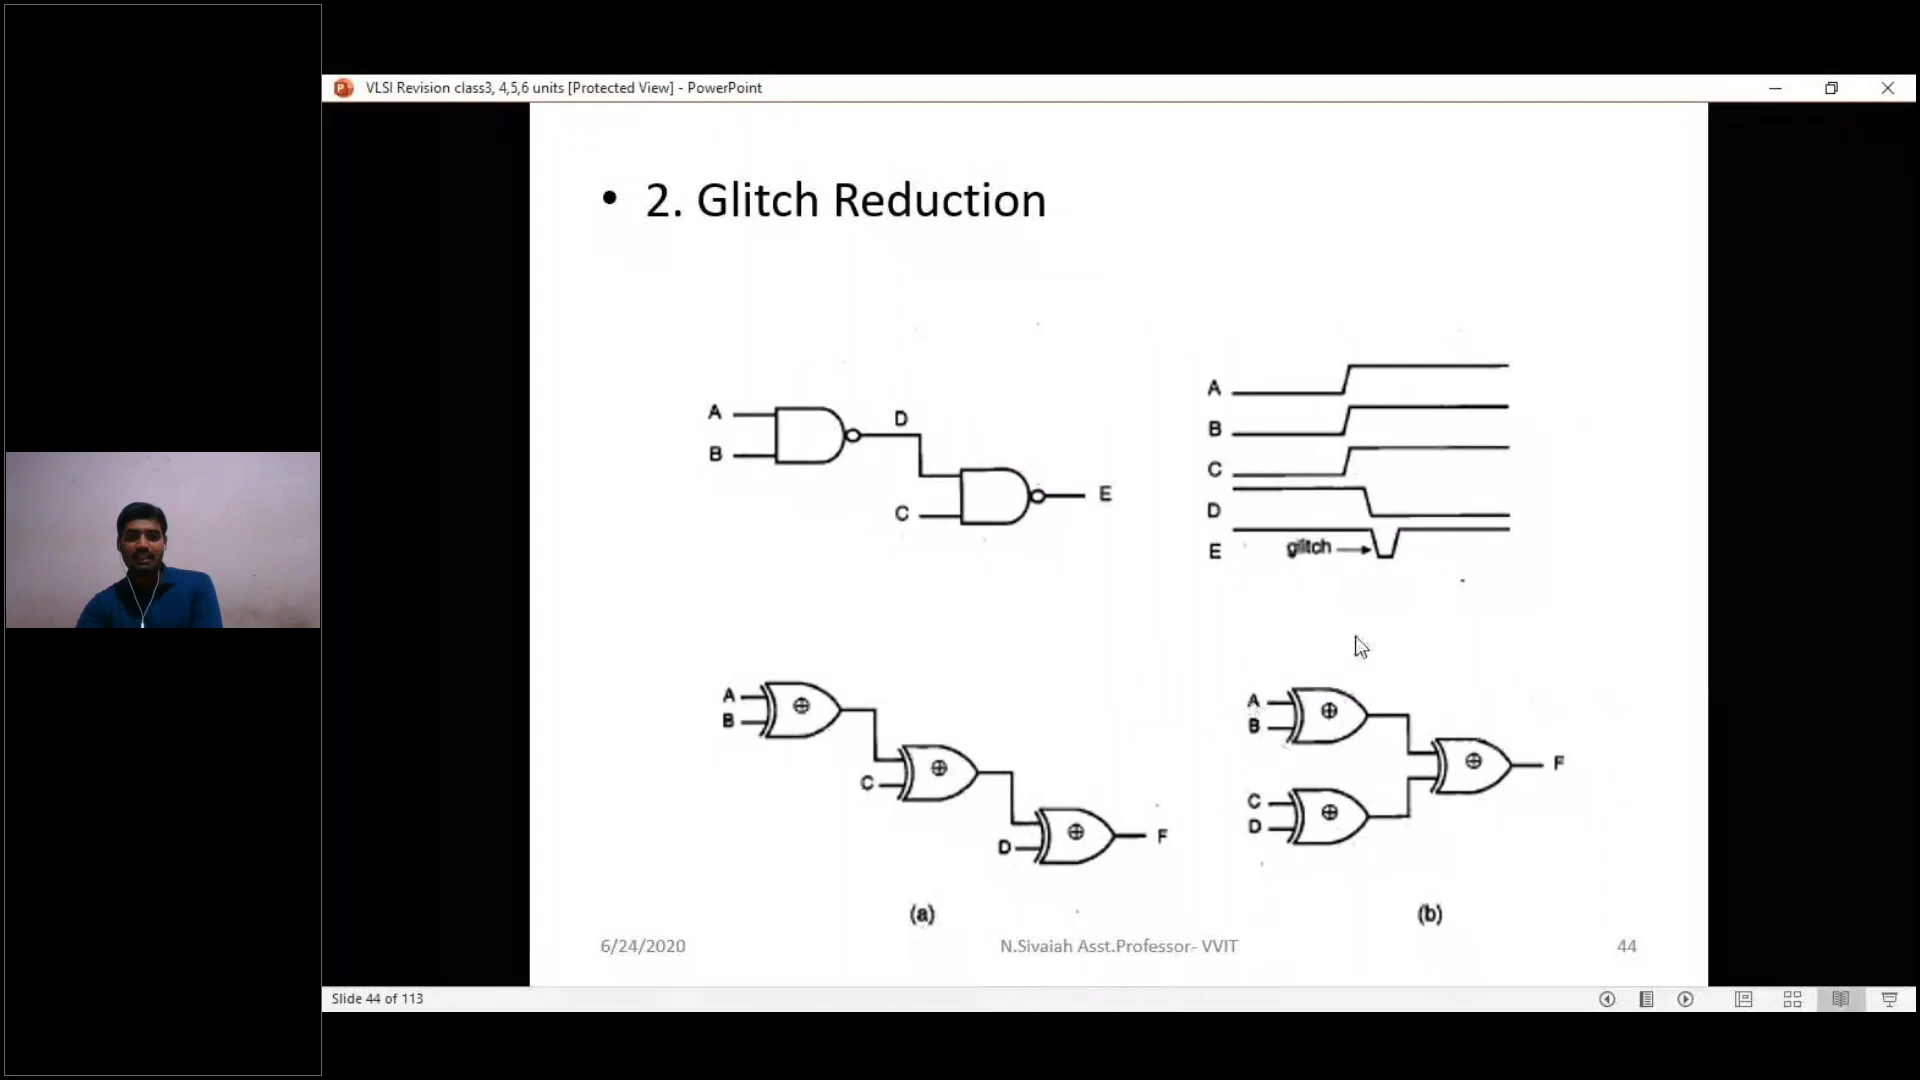 VLSI Revision class3, 4,5,6 units [Protected View] - PowerPoint
• 2. Glitch Reduction
A
B
D
C
E
A
B
C
D
E
glitch
A
B
C
D
F
(a)
A
B
C
D
F
(b)
6/24/2020
N.Sivaiah Asst.Professor- VVIT
44
Slide 44 of 113